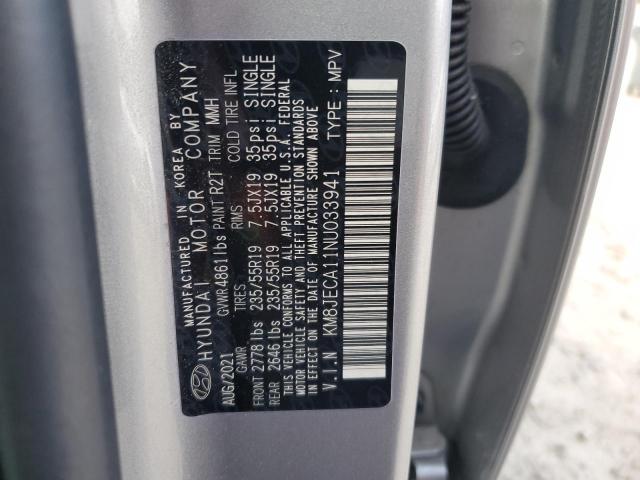 MANUFACTURED IN KOREA BY
HYUNDAI MOTOR COMPANY
AUG/2021 GVWR 4861 lbs PAINT R2T TRIM MMH
GAWR TIRES RIMS COLD TIRE INFL
FRONT 2778 lbs 235/55R19 7.5JX19 35psi SINGLE
REAR 2646 lbs 235/55R19 7.5JX19 35psi SINGLE
THIS VEHICLE CONFORMS TO ALL APPLICABLE U.S.A. FEDERAL
MOTOR VEHICLE SAFETY AND THEFT PREVENTION STANDARDS
IN EFFECT ON THE DATE OF MANUFACTURE SHOWN ABOVE
V.I.N KM8JECA11NU033941 TYPE : MPV